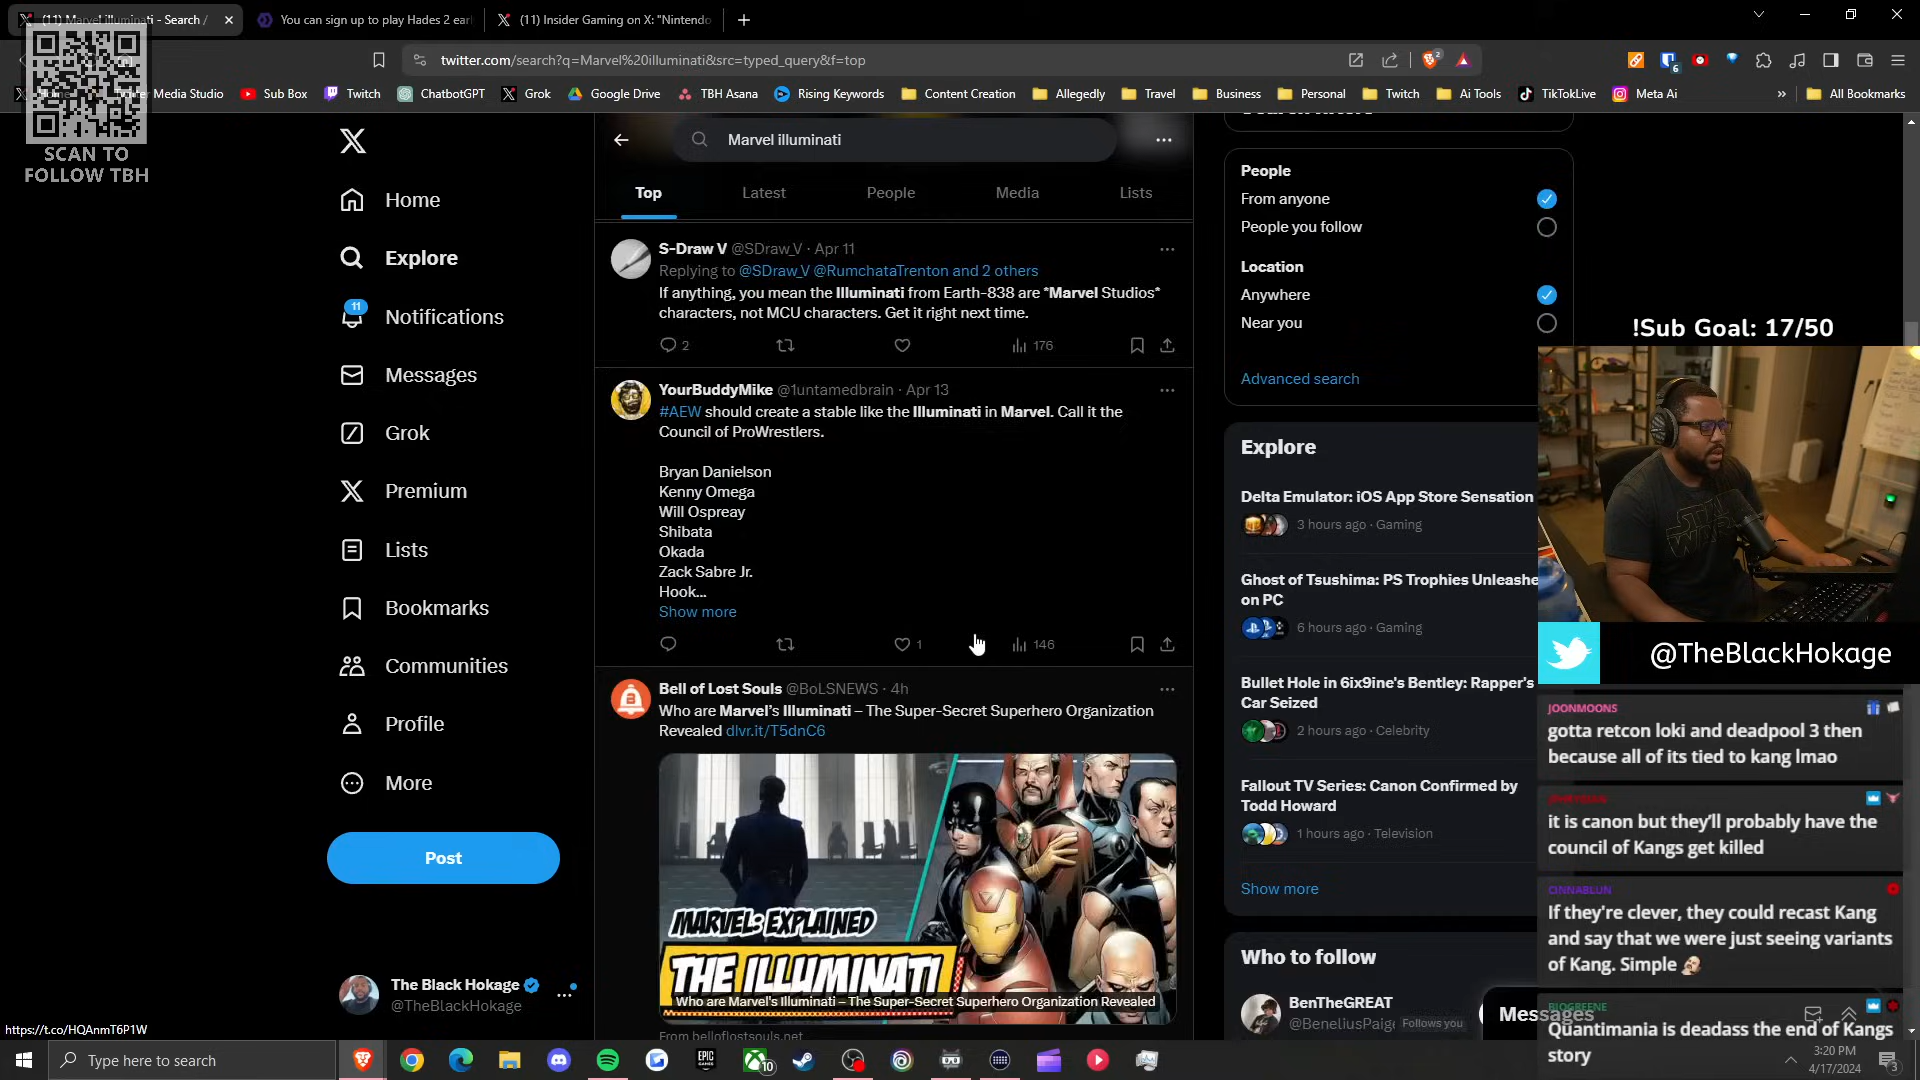 (11) Marvel illuminati - Search /
You can sign up to play Hades 2 earl
(11) Insider Gaming on X: "Nintendo
twitter.com/search?q=Marvel%20illuminati&src=typed_query&f=top
Media Studio
Sub Box
Twitch
ChatbotGPT
Grok
Google Drive
TBH Asana
Rising Keywords
Content Creation
Allegedly
Travel
Business
Personal
Twitch
Ai Tools
TikTokLive
Meta Ai
All Bookmarks
SCAN TO
FOLLOW TBH
Home
Explore
11
Notifications
Messages
Grok
Premium
Lists
Bookmarks
Communities
Profile
More
Post
The Black Hokage
@TheBlackHokage
https://t.co/HQAnmT6P1W
Marvel illuminati
Top
Latest
People
Media
Lists
S-Draw V @SDraw_V · Apr 11
Replying to @SDraw_V @RumchataTrenton and 2 others
If anything, you mean the Illuminati from Earth-838 are *Marvel Studios*
characters, not MCU characters. Get it right next time.
2
176
YourBuddyMike @1untamedbrain · Apr 13
#AEW should create a stable like the Illuminati in Marvel. Call it the
Council of ProWrestlers.
Bryan Danielson
Kenny Omega
Will Ospreay
Shibata
Okada
Zack Sabre Jr.
Hook...
Show more
1
146
Bell of Lost Souls @BoLSNEWS · 4h
Who are Marvel's Illuminati – The Super-Secret Superhero Organization
Revealed dlvr.it/T5dnC6
MARVEL: EXPLAINED
THE ILLUMINATI
Who are Marvel's Illuminati – The Super-Secret Superhero Organization Revealed
From belloflostsouls.net
People
From anyone
People you follow
Location
Anywhere
Near you
Advanced search
Explore
Delta Emulator: iOS App Store Sensation
3 hours ago · Gaming
Ghost of Tsushima: PS Trophies Unleashe
on PC
6 hours ago · Gaming
Bullet Hole in 6ix9ine's Bentley: Rapper's
Car Seized
2 hours ago · Celebrity
Fallout TV Series: Canon Confirmed by
Todd Howard
1 hours ago · Television
Show more
Who to follow
BenTheGREAT
@BeneliusPaige
Follows you
Messages
!Sub Goal: 17/50
@TheBlackHokage
JOONMOONS
gotta retcon loki and deadpool 3 then
because all of its tied to kang lmao
it is canon but they'll probably have the
council of Kangs get killed
CINNABLUN
If they're clever, they could recast Kang
and say that we were just seeing variants
of Kang. Simple
BIOGREENE
Quantimania is deadass the end of Kangs
story
Type here to search
10
3:20 PM
4/17/2024
3